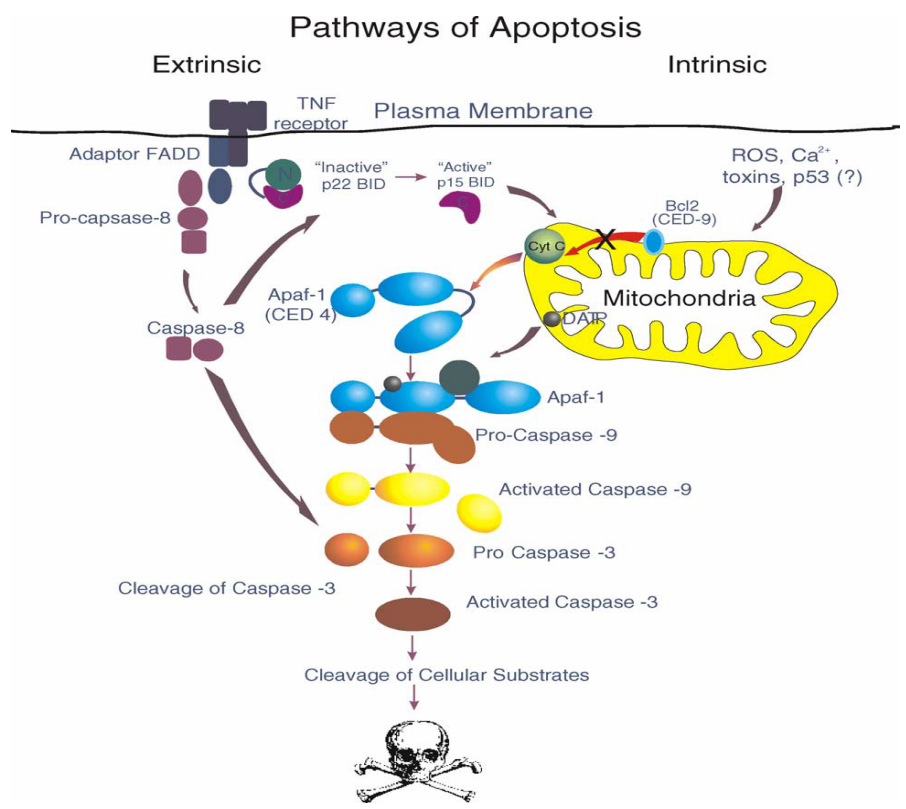 Pathways of Apoptosis
Extrinsic
Intrinsic
TNF
receptor
Plasma Membrane
Adaptor FADD
N
C
"Inactive"
p22 BID
"Active"
p15 BID
C
ROS, Ca2+,
toxins, p53 (?)
Pro-capsase-8
Bcl2
(CED-9)
X
Cyt C
Apaf-1
(CED 4)
Mitochondria
Caspase-8
Apaf-1
Pro-Caspase -9
Activated Caspase -9
Pro Caspase -3
Cleavage of Caspase -3
Activated Caspase -3
Cleavage of Cellular Substrates